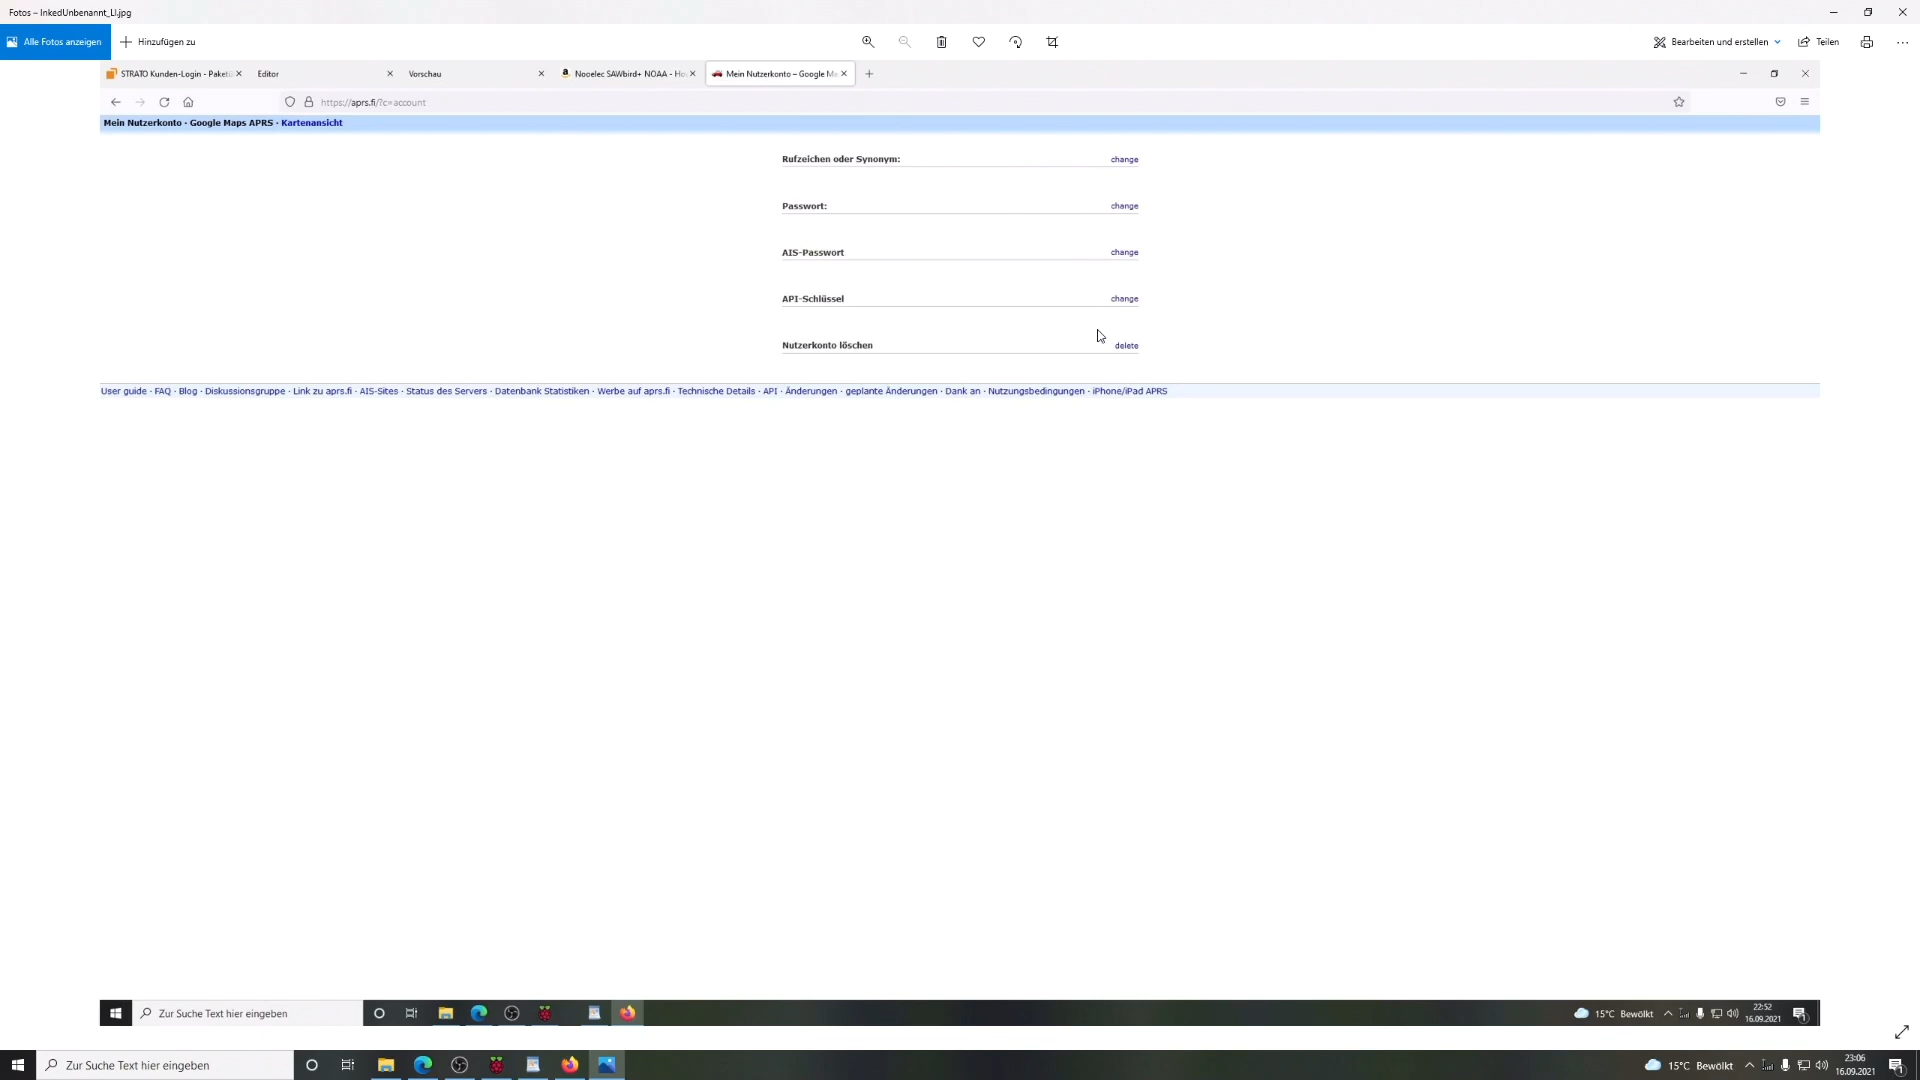 Fotos – InkedUnbenannt_LI.jpg
Alle Fotos anzeigen
Hinzufügen zu
Bearbeiten und erstellen
Teilen
STRATO Kunden-Login - Paketü
Editor
Vorschau
Nooelec SAWbird+ NOAA - Ho
Mein Nutzerkonto – Google Ma
https://aprs.fi/?c=account
Mein Nutzerkonto · Google Maps APRS · Kartenansicht
Rufzeichen oder Synonym: change
Passwort: change
AIS-Passwort change
API-Schlüssel change
Nutzerkonto löschen delete
User guide · FAQ · Blog · Diskussionsgruppe · Link zu aprs.fi · AIS-Sites · Status des Servers · Datenbank Statistiken · Werbe auf aprs.fi · Technische Details · API · Änderungen · geplante Änderungen · Dank an · Nutzungsbedingungen · iPhone/iPad APRS
Zur Suche Text hier eingeben
15°C Bewölkt
22:52
16.09.2021
Zur Suche Text hier eingeben
15°C Bewölkt
23:06
16.09.2021